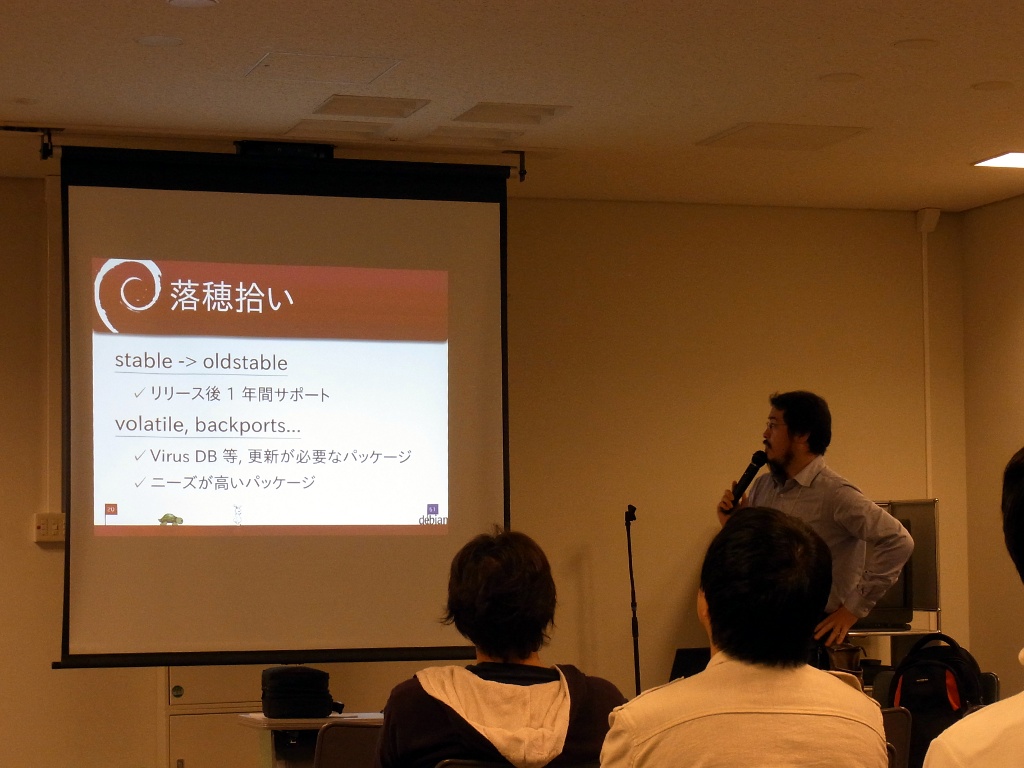 落穂拾い
stable -> oldstable
✓ リリース後 1 年間サポート
volatile, backports...
✓ Virus DB 等, 更新が必要なパッケージ
✓ ニーズが高いパッケージ
20
51
debian